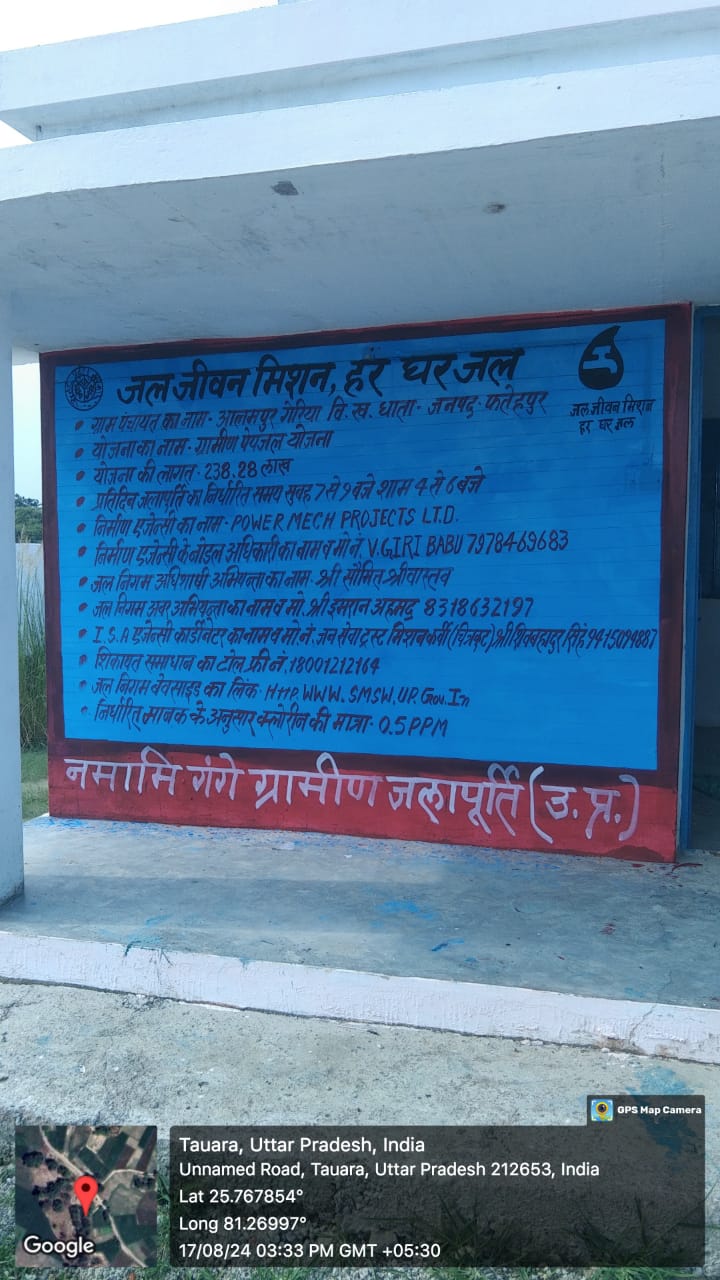 जल जीवन मिशन, हर घर जल
जल जीवन मिशन
हर घर जल
• ग्राम पंचायत का नाम - आलमपुर गेरिया वि. ख. धाता - जनपद - फतेहपुर
• योजना का नाम - ग्रामीण पेयजल योजना
• योजना की लागत - 238.28 लाख
• प्रतिदिन जलापूर्ति का निर्धारित समय सुबह 7 से 9 बजे शाम 4 से 6 बजे
• निर्माण एजेन्सी का नाम - POWER MECH PROJECTS LTD.
• निर्माण एजेन्सी के नोडल अधिकारी का नाम व मो नं. V. GIRI BABU 7978469683
• जल निगम अधिशाषी अभियन्ता का नाम - श्री सौमित श्रीवास्तव
• जल निगम अवर अभियन्ता का नाम व मो. श्री इमरान अहमद 8318632197
• I.S.A एजेन्सी कार्डिनेटर का नाम व मो. नं. जन सेवा ट्रस्ट कर्वी (चित्रकूट) श्री शिवबहादुर सिंह 9415094887
• शिकायत समाधान का टोल फ्री नं. 18001212164
• जल निगम वेवसाइड का लिंक - HttP. WWW. SMSW. UP. Gov. In
• निर्धारित मानक के अनुसार क्लोरीन की मात्रा - 0.5 PPM
नमामि गंगे ग्रामीण जलापूर्ति (उ. प्र.)
GPS Map Camera
Tauara, Uttar Pradesh, India
Unnamed Road, Tauara, Uttar Pradesh 212653, India
Lat 25.767854°
Long 81.26997°
17/08/24 03:33 PM GMT +05:30
Google